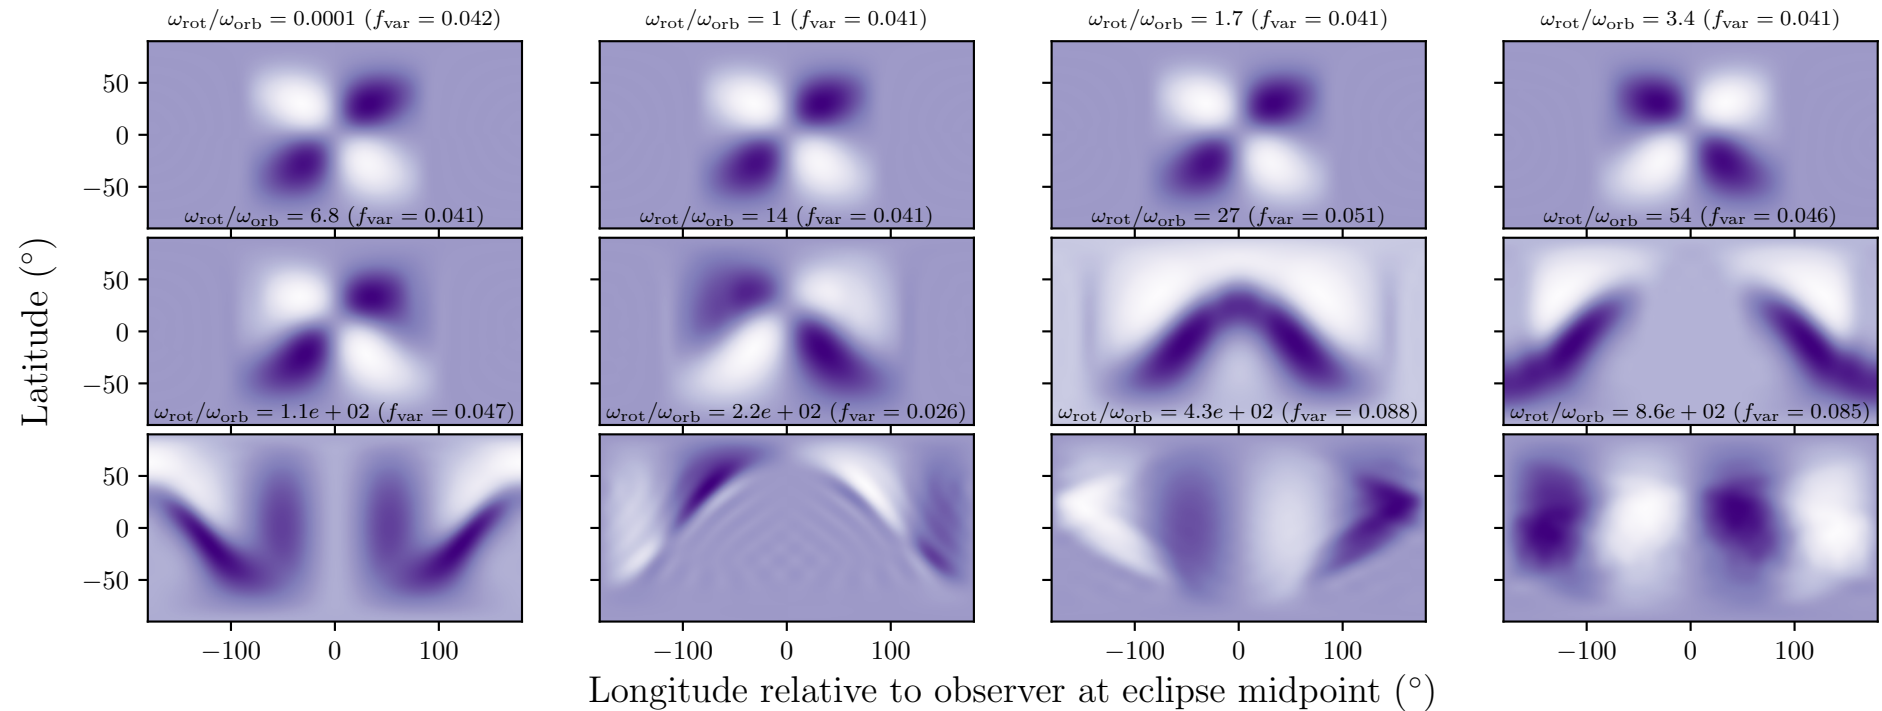 ω_rot/ω_orb = 0.0001 (f_var = 0.042)
ω_rot/ω_orb = 1 (f_var = 0.041)
ω_rot/ω_orb = 1.7 (f_var = 0.041)
ω_rot/ω_orb = 3.4 (f_var = 0.041)
50
0
−50
ω_rot/ω_orb = 6.8 (f_var = 0.041)
ω_rot/ω_orb = 14 (f_var = 0.041)
ω_rot/ω_orb = 27 (f_var = 0.051)
ω_rot/ω_orb = 54 (f_var = 0.046)
50
0
−50
ω_rot/ω_orb = 1.1e + 02 (f_var = 0.047)
ω_rot/ω_orb = 2.2e + 02 (f_var = 0.026)
ω_rot/ω_orb = 4.3e + 02 (f_var = 0.088)
ω_rot/ω_orb = 8.6e + 02 (f_var = 0.085)
50
0
−50
Latitude (°)
−100 0 100
−100 0 100
−100 0 100
−100 0 100
Longitude relative to observer at eclipse midpoint (°)